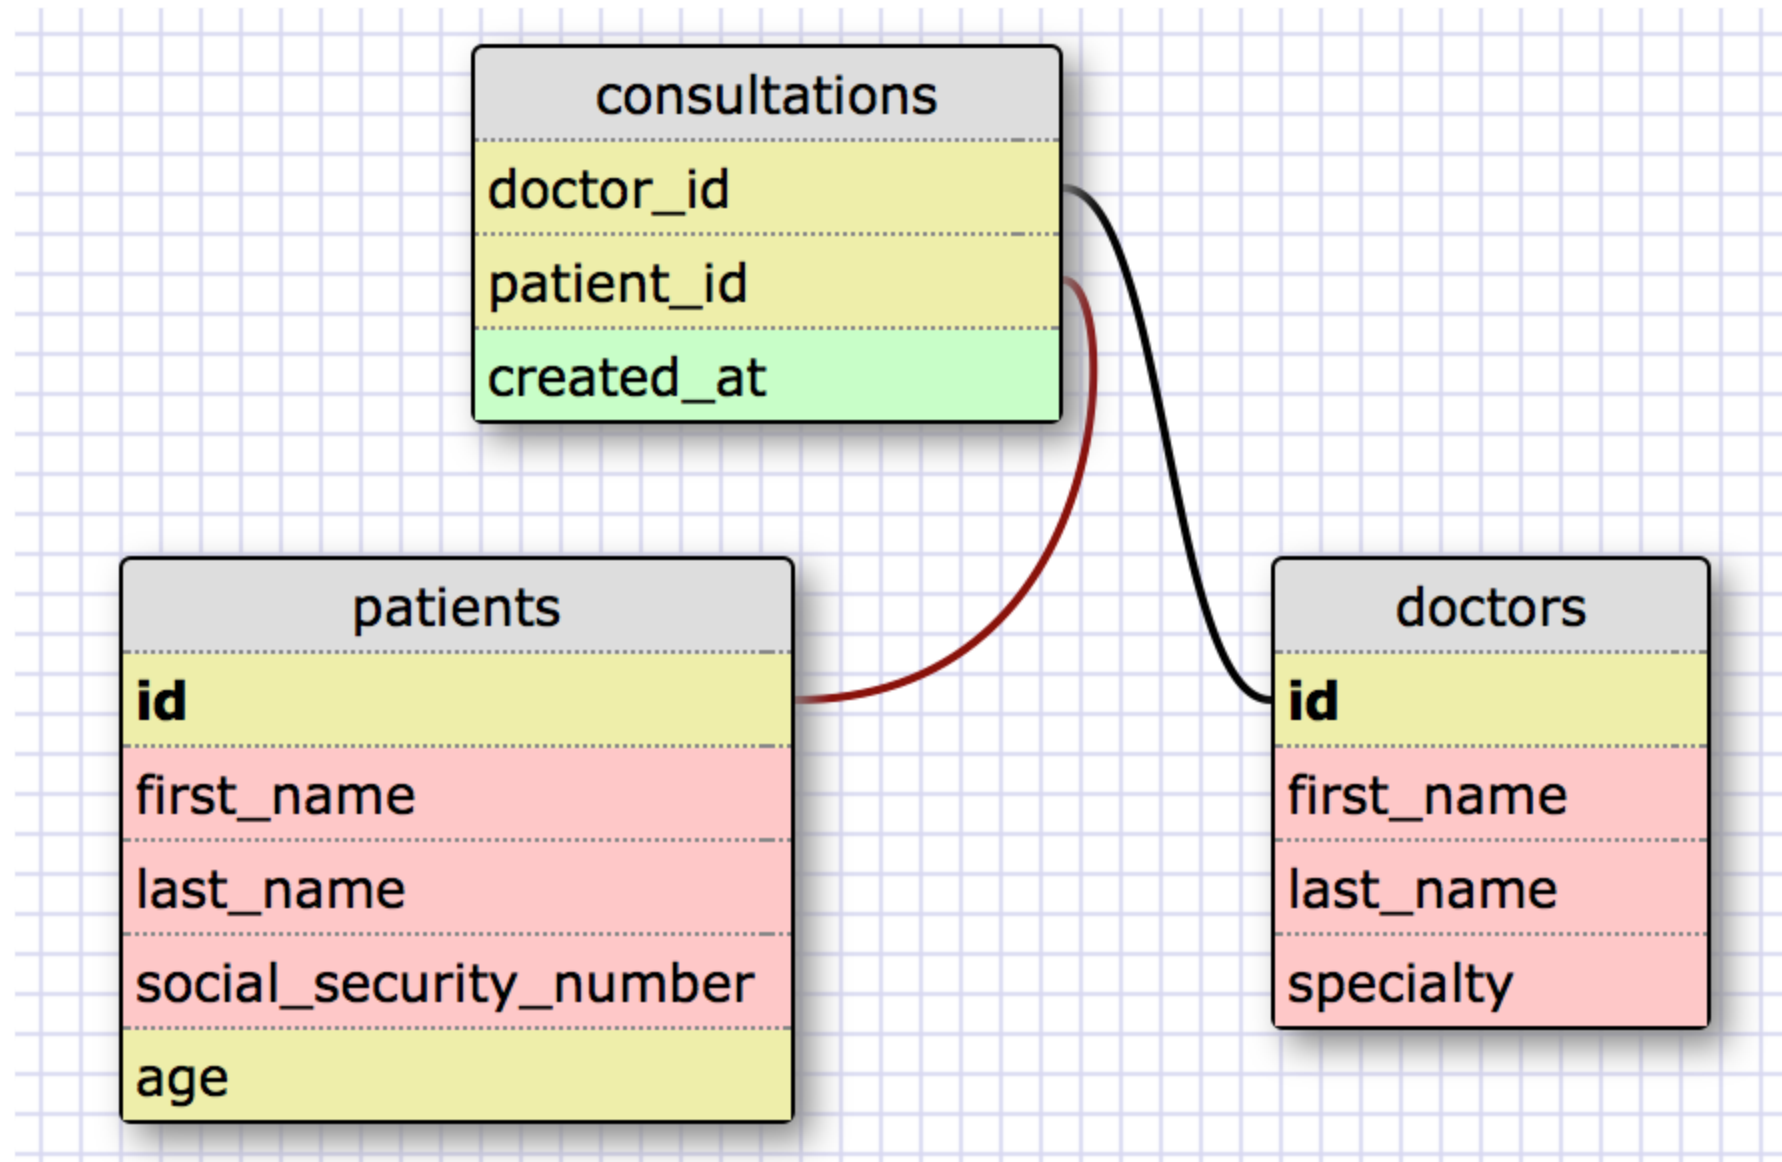 consultations
doctor_id
patient_id
created_at
patients
id
first_name
last_name
social_security_number
age
doctors
id
first_name
last_name
specialty